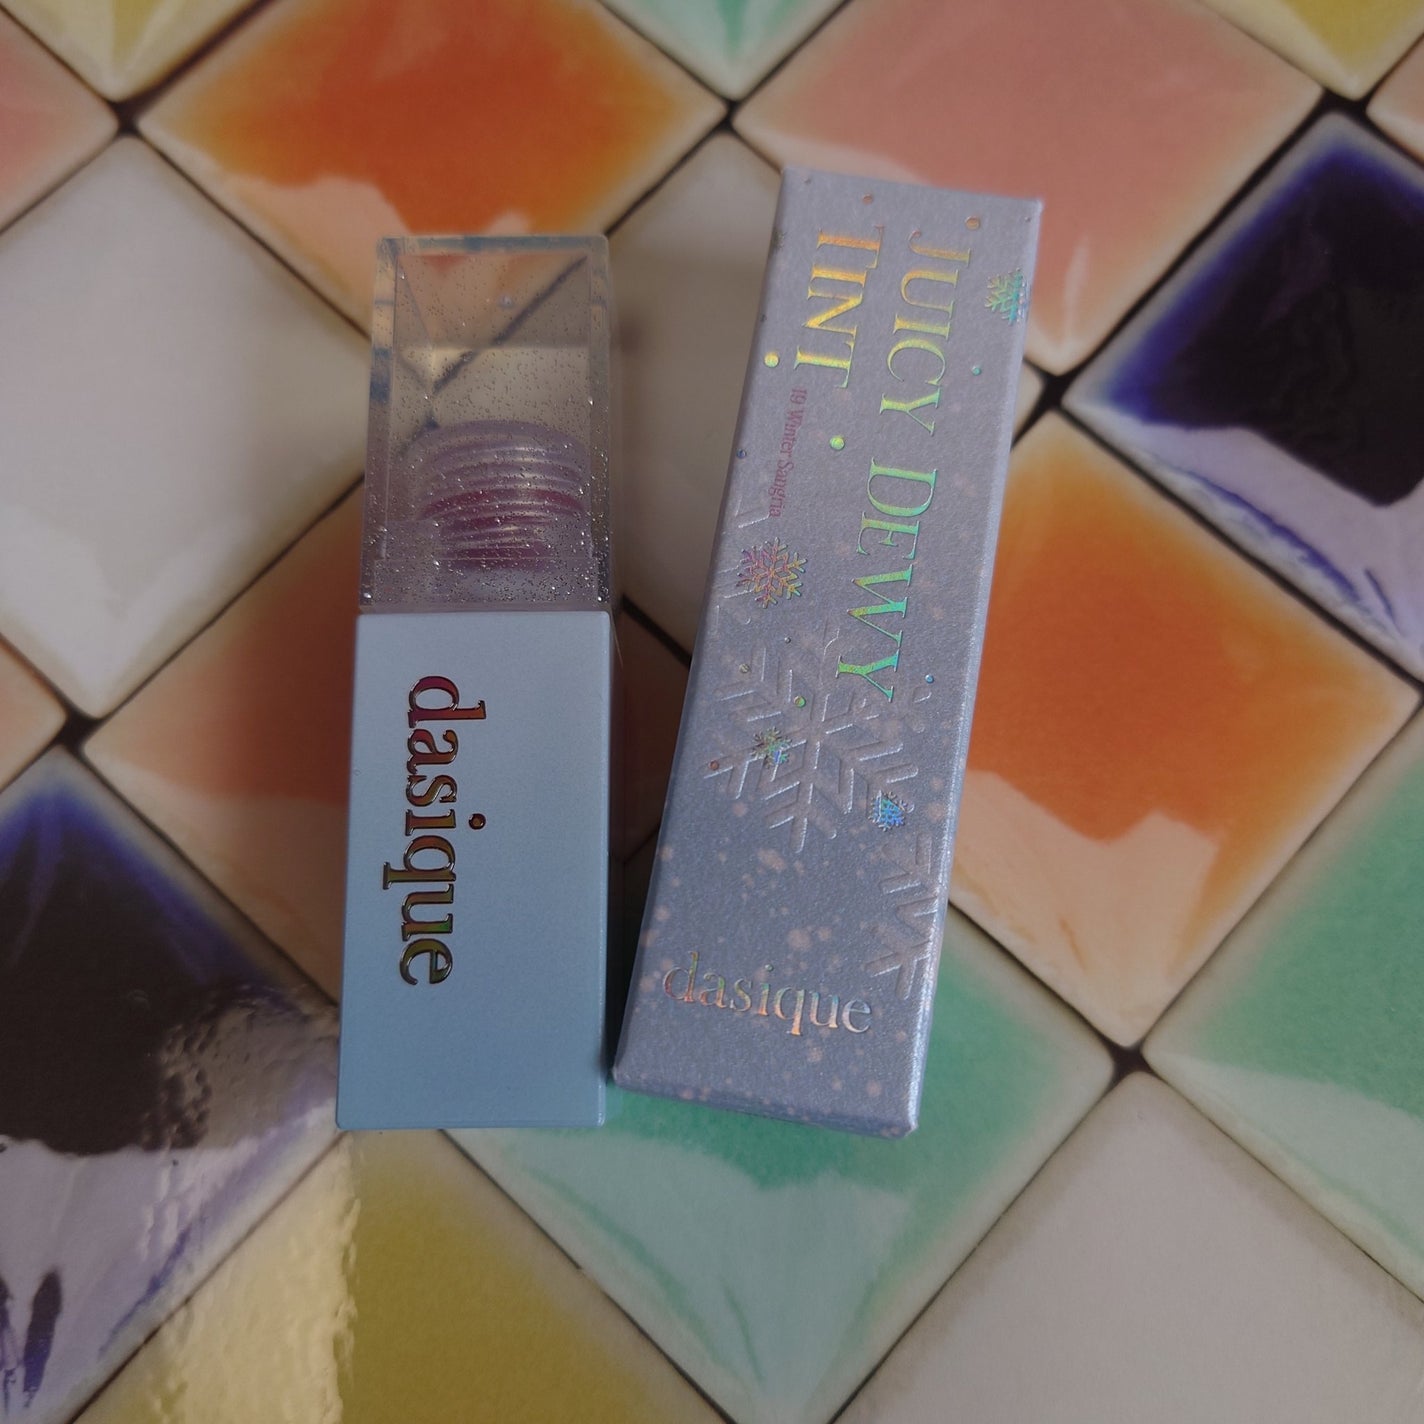 dasique
JUICY DEWY
TINT
19 Winter Sangria
dasique